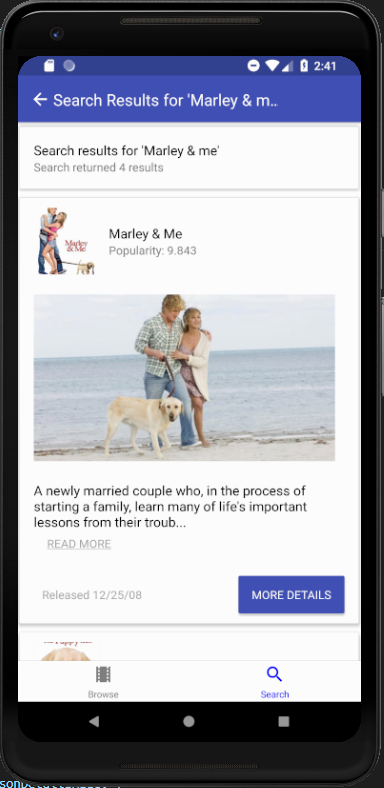 2:41
Search Results for 'Marley & m..
Search results for 'Marley & me'
Search returned 4 results
Marley
& Me
Marley & Me
Popularity: 9.843
A newly married couple who, in the process of
starting a family, learn many of life's important
lessons from their troub...
READ MORE
Released 12/25/08
MORE DETAILS
Puppy
Browse
Search